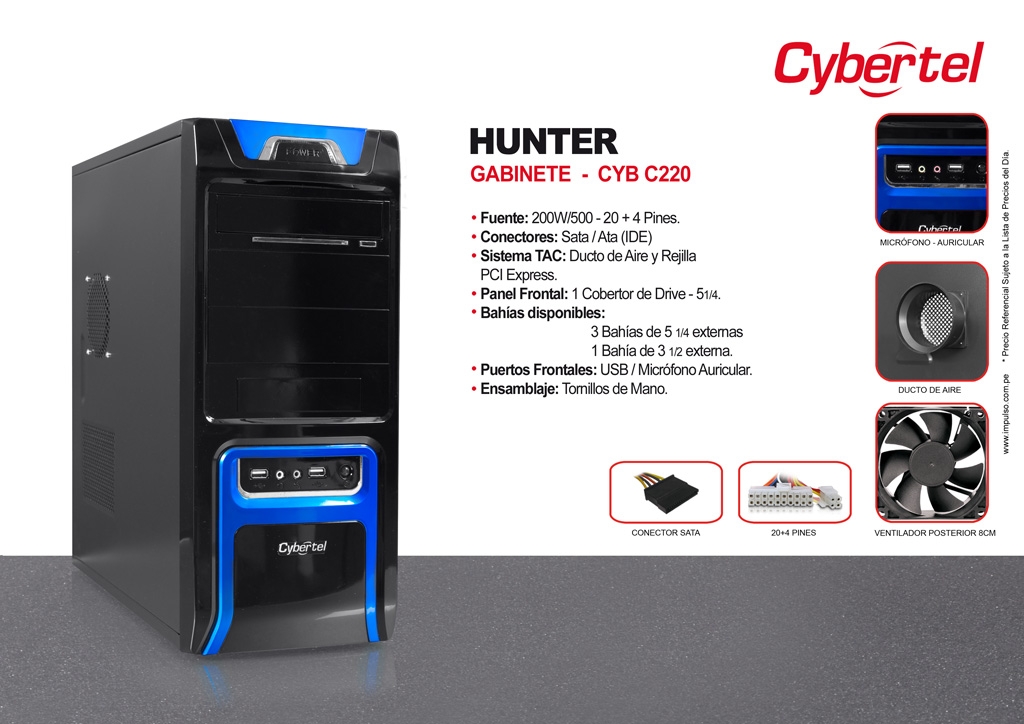 Cybertel
HUNTER
GABINETE - CYB C220
• Fuente: 200W/500 - 20 + 4 Pines.
• Conectores: Sata / Ata (IDE)
• Sistema TAC: Ducto de Aire y Rejilla
PCI Express.
• Panel Frontal: 1 Cobertor de Drive - 51/4.
• Bahías disponibles:
3 Bahías de 5 1/4 externas
1 Bahía de 3 1/2 externa.
• Puertos Frontales: USB / Micrófono Auricular.
• Ensamblaje: Tornillos de Mano.
CONECTOR SATA
20+4 PINES
Cybertel
MICRÓFONO - AURICULAR
DUCTO DE AIRE
VENTILADOR POSTERIOR 8CM
www.impulso.com.pe * Precio Referencial Sujeto a la Lista de Precios del Día.
POWER
Cybertel